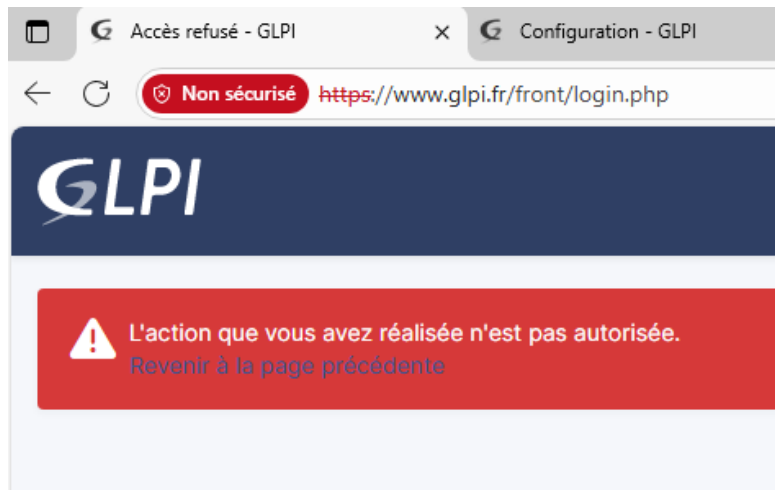 Accès refusé - GLPI
Configuration - GLPI
Non sécurisé https://www.glpi.fr/front/login.php
GLPI
L'action que vous avez réalisée n'est pas autorisée.
Revenir à la page précédente